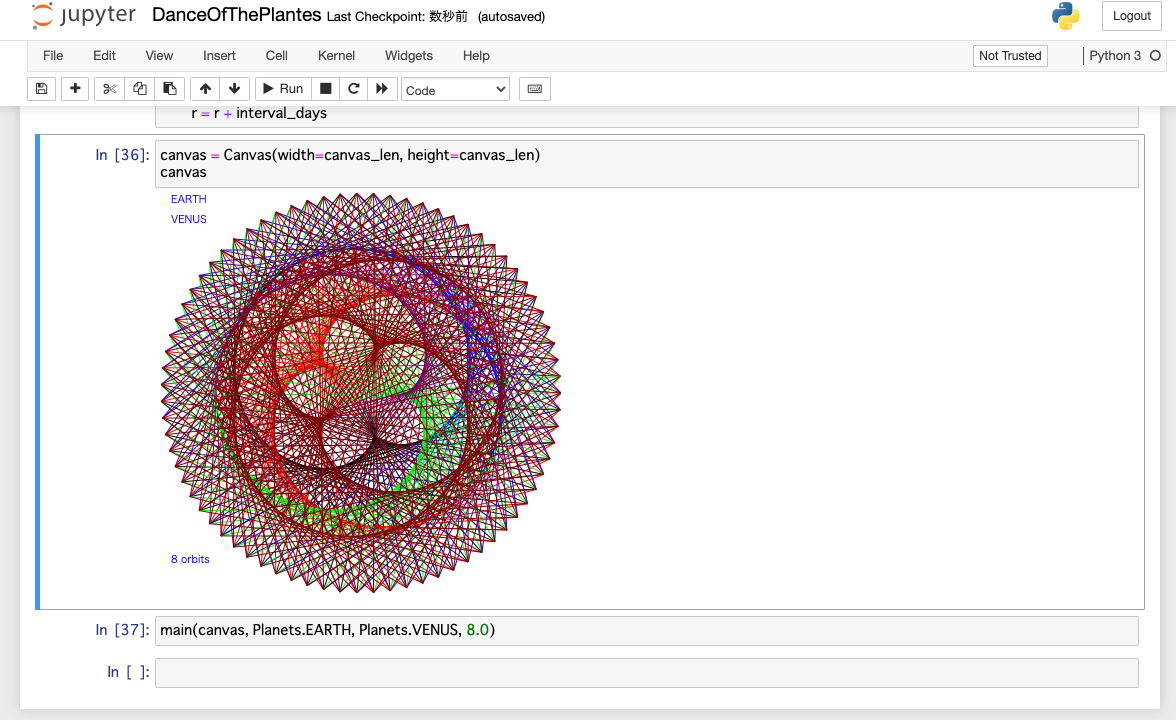 jupyter DanceOfThePlantes Last Checkpoint: 数秒前 (autosaved) Logout
File Edit View Insert Cell Kernel Widgets Help Not Trusted Python 3
Run Code
r = r + interval_days
In [36]: canvas = Canvas(width=canvas_len, height=canvas_len)
canvas
EARTH
VENUS
8 orbits
In [37]: main(canvas, Planets.EARTH, Planets.VENUS, 8.0)
In [ ]: